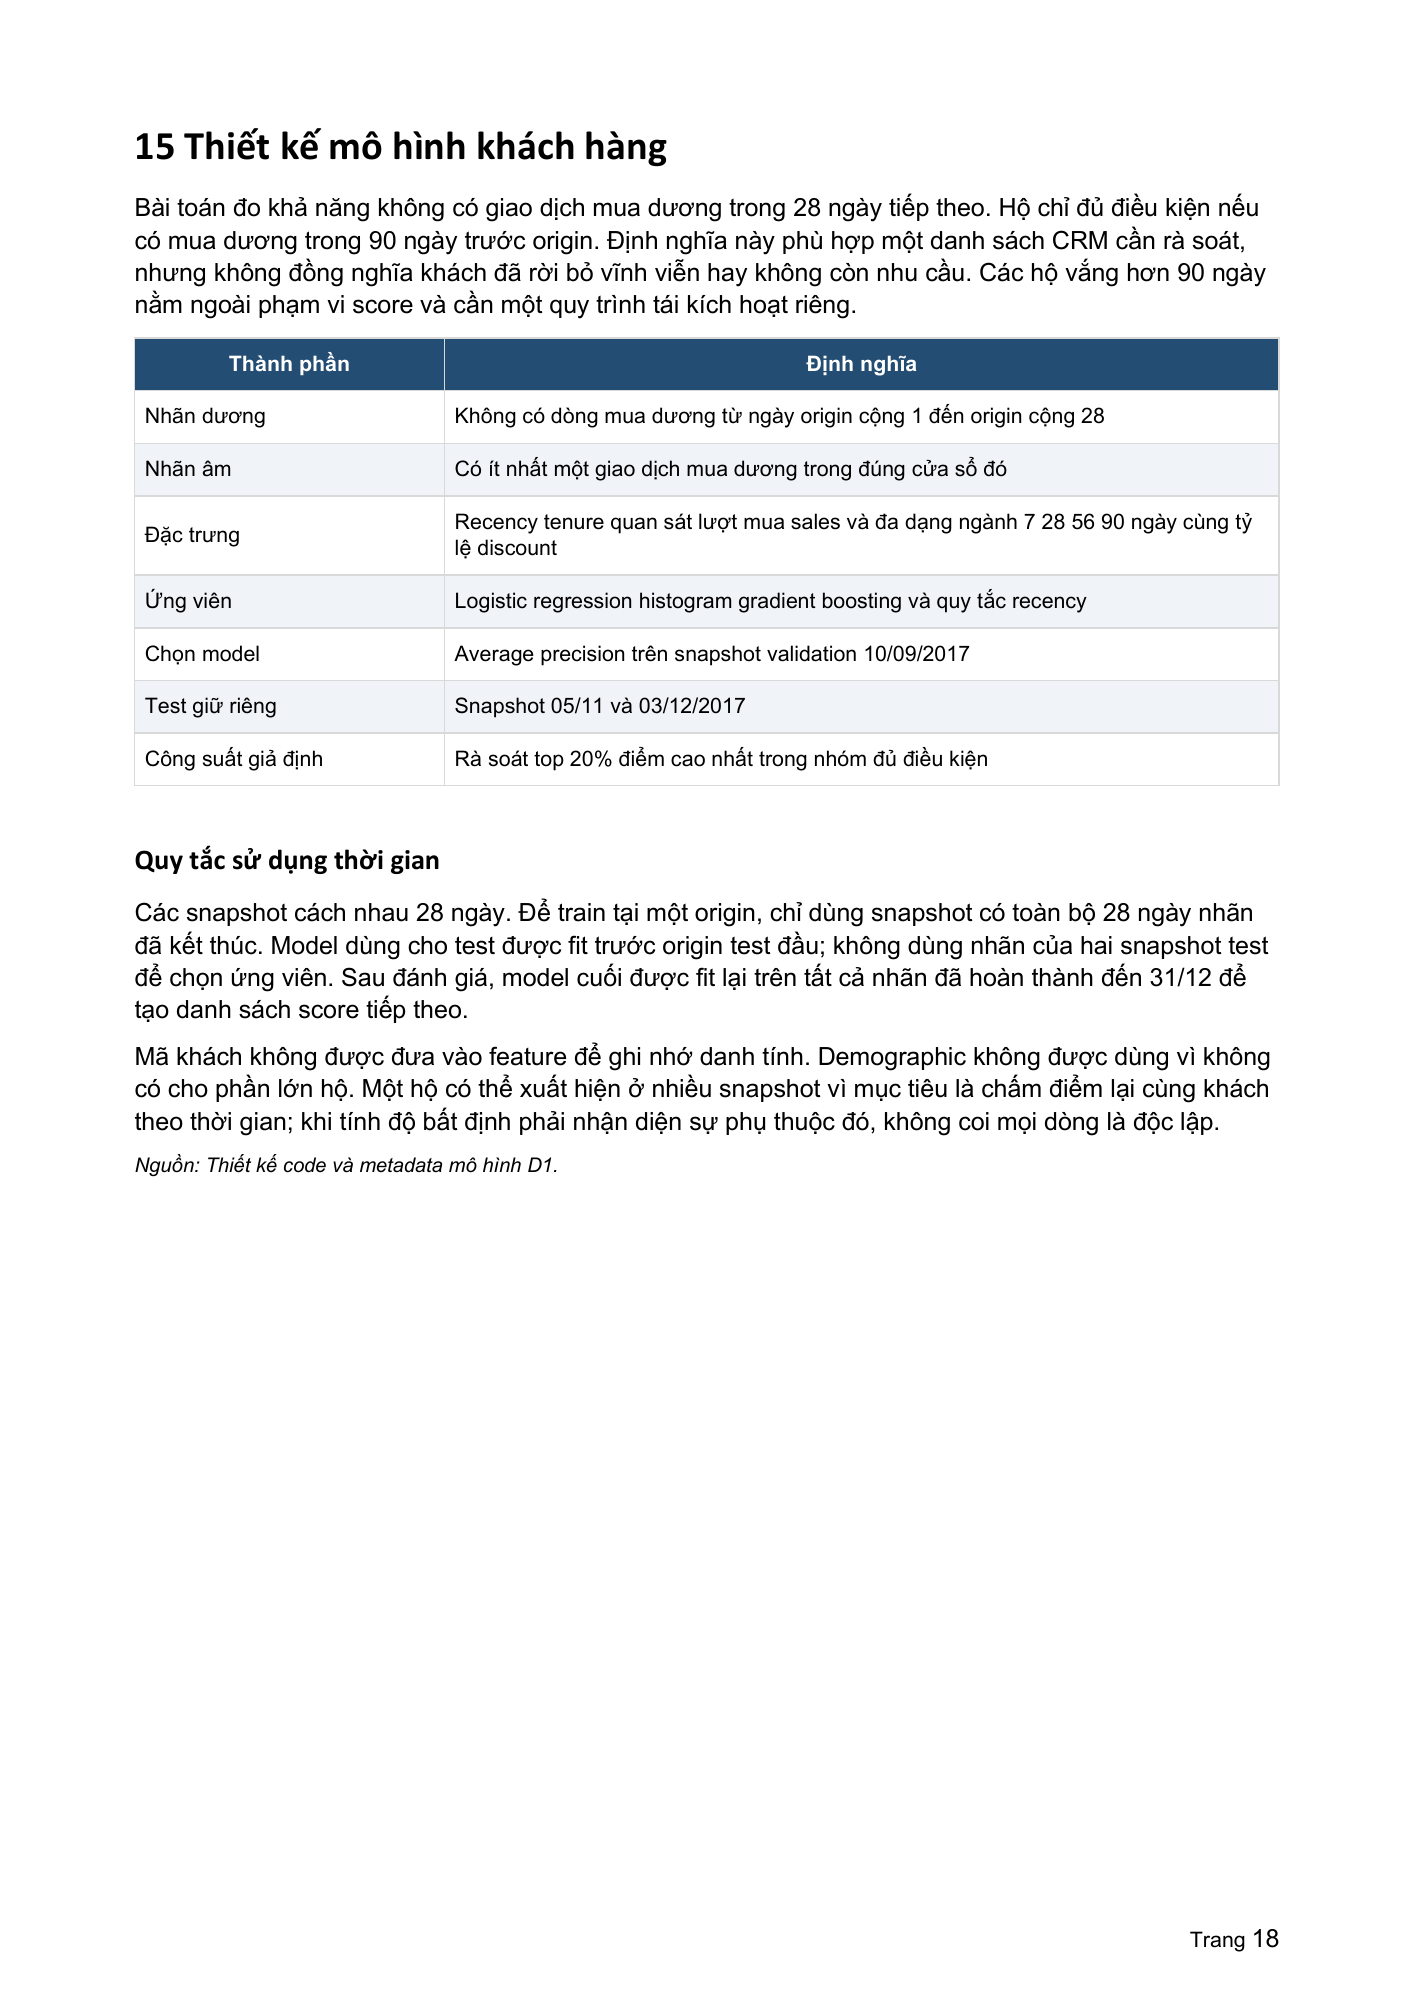 15 Thiết kế mô hình khách hàng
Bài toán đo khả năng không có giao dịch mua dương trong 28 ngày tiếp theo. Hộ chỉ đủ điều kiện nếu
có mua dương trong 90 ngày trước origin. Định nghĩa này phù hợp một danh sách CRM cần rà soát,
nhưng không đồng nghĩa khách đã rời bỏ vĩnh viễn hay không còn nhu cầu. Các hộ vắng hơn 90 ngày
nằm ngoài phạm vi score và cần một quy trình tái kích hoạt riêng.
Thành phần Định nghĩa
Nhãn dương Không có dòng mua dương từ ngày origin cộng 1 đến origin cộng 28
Nhãn âm Có ít nhất một giao dịch mua dương trong đúng cửa sổ đó
Đặc trưng Recency tenure quan sát lượt mua sales và đa dạng ngành 7 28 56 90 ngày cùng tỷ
lệ discount
Ứng viên Logistic regression histogram gradient boosting và quy tắc recency
Chọn model Average precision trên snapshot validation 10/09/2017
Test giữ riêng Snapshot 05/11 và 03/12/2017
Công suất giả định Rà soát top 20% điểm cao nhất trong nhóm đủ điều kiện
Quy tắc sử dụng thời gian
Các snapshot cách nhau 28 ngày. Để train tại một origin, chỉ dùng snapshot có toàn bộ 28 ngày nhãn
đã kết thúc. Model dùng cho test được fit trước origin test đầu; không dùng nhãn của hai snapshot test
để chọn ứng viên. Sau đánh giá, model cuối được fit lại trên tất cả nhãn đã hoàn thành đến 31/12 để
tạo danh sách score tiếp theo.
Mã khách không được đưa vào feature để ghi nhớ danh tính. Demographic không được dùng vì không
có cho phần lớn hộ. Một hộ có thể xuất hiện ở nhiều snapshot vì mục tiêu là chấm điểm lại cùng khách
theo thời gian; khi tính độ bất định phải nhận diện sự phụ thuộc đó, không coi mọi dòng là độc lập.
Nguồn: Thiết kế code và metadata mô hình D1.
Trang 18